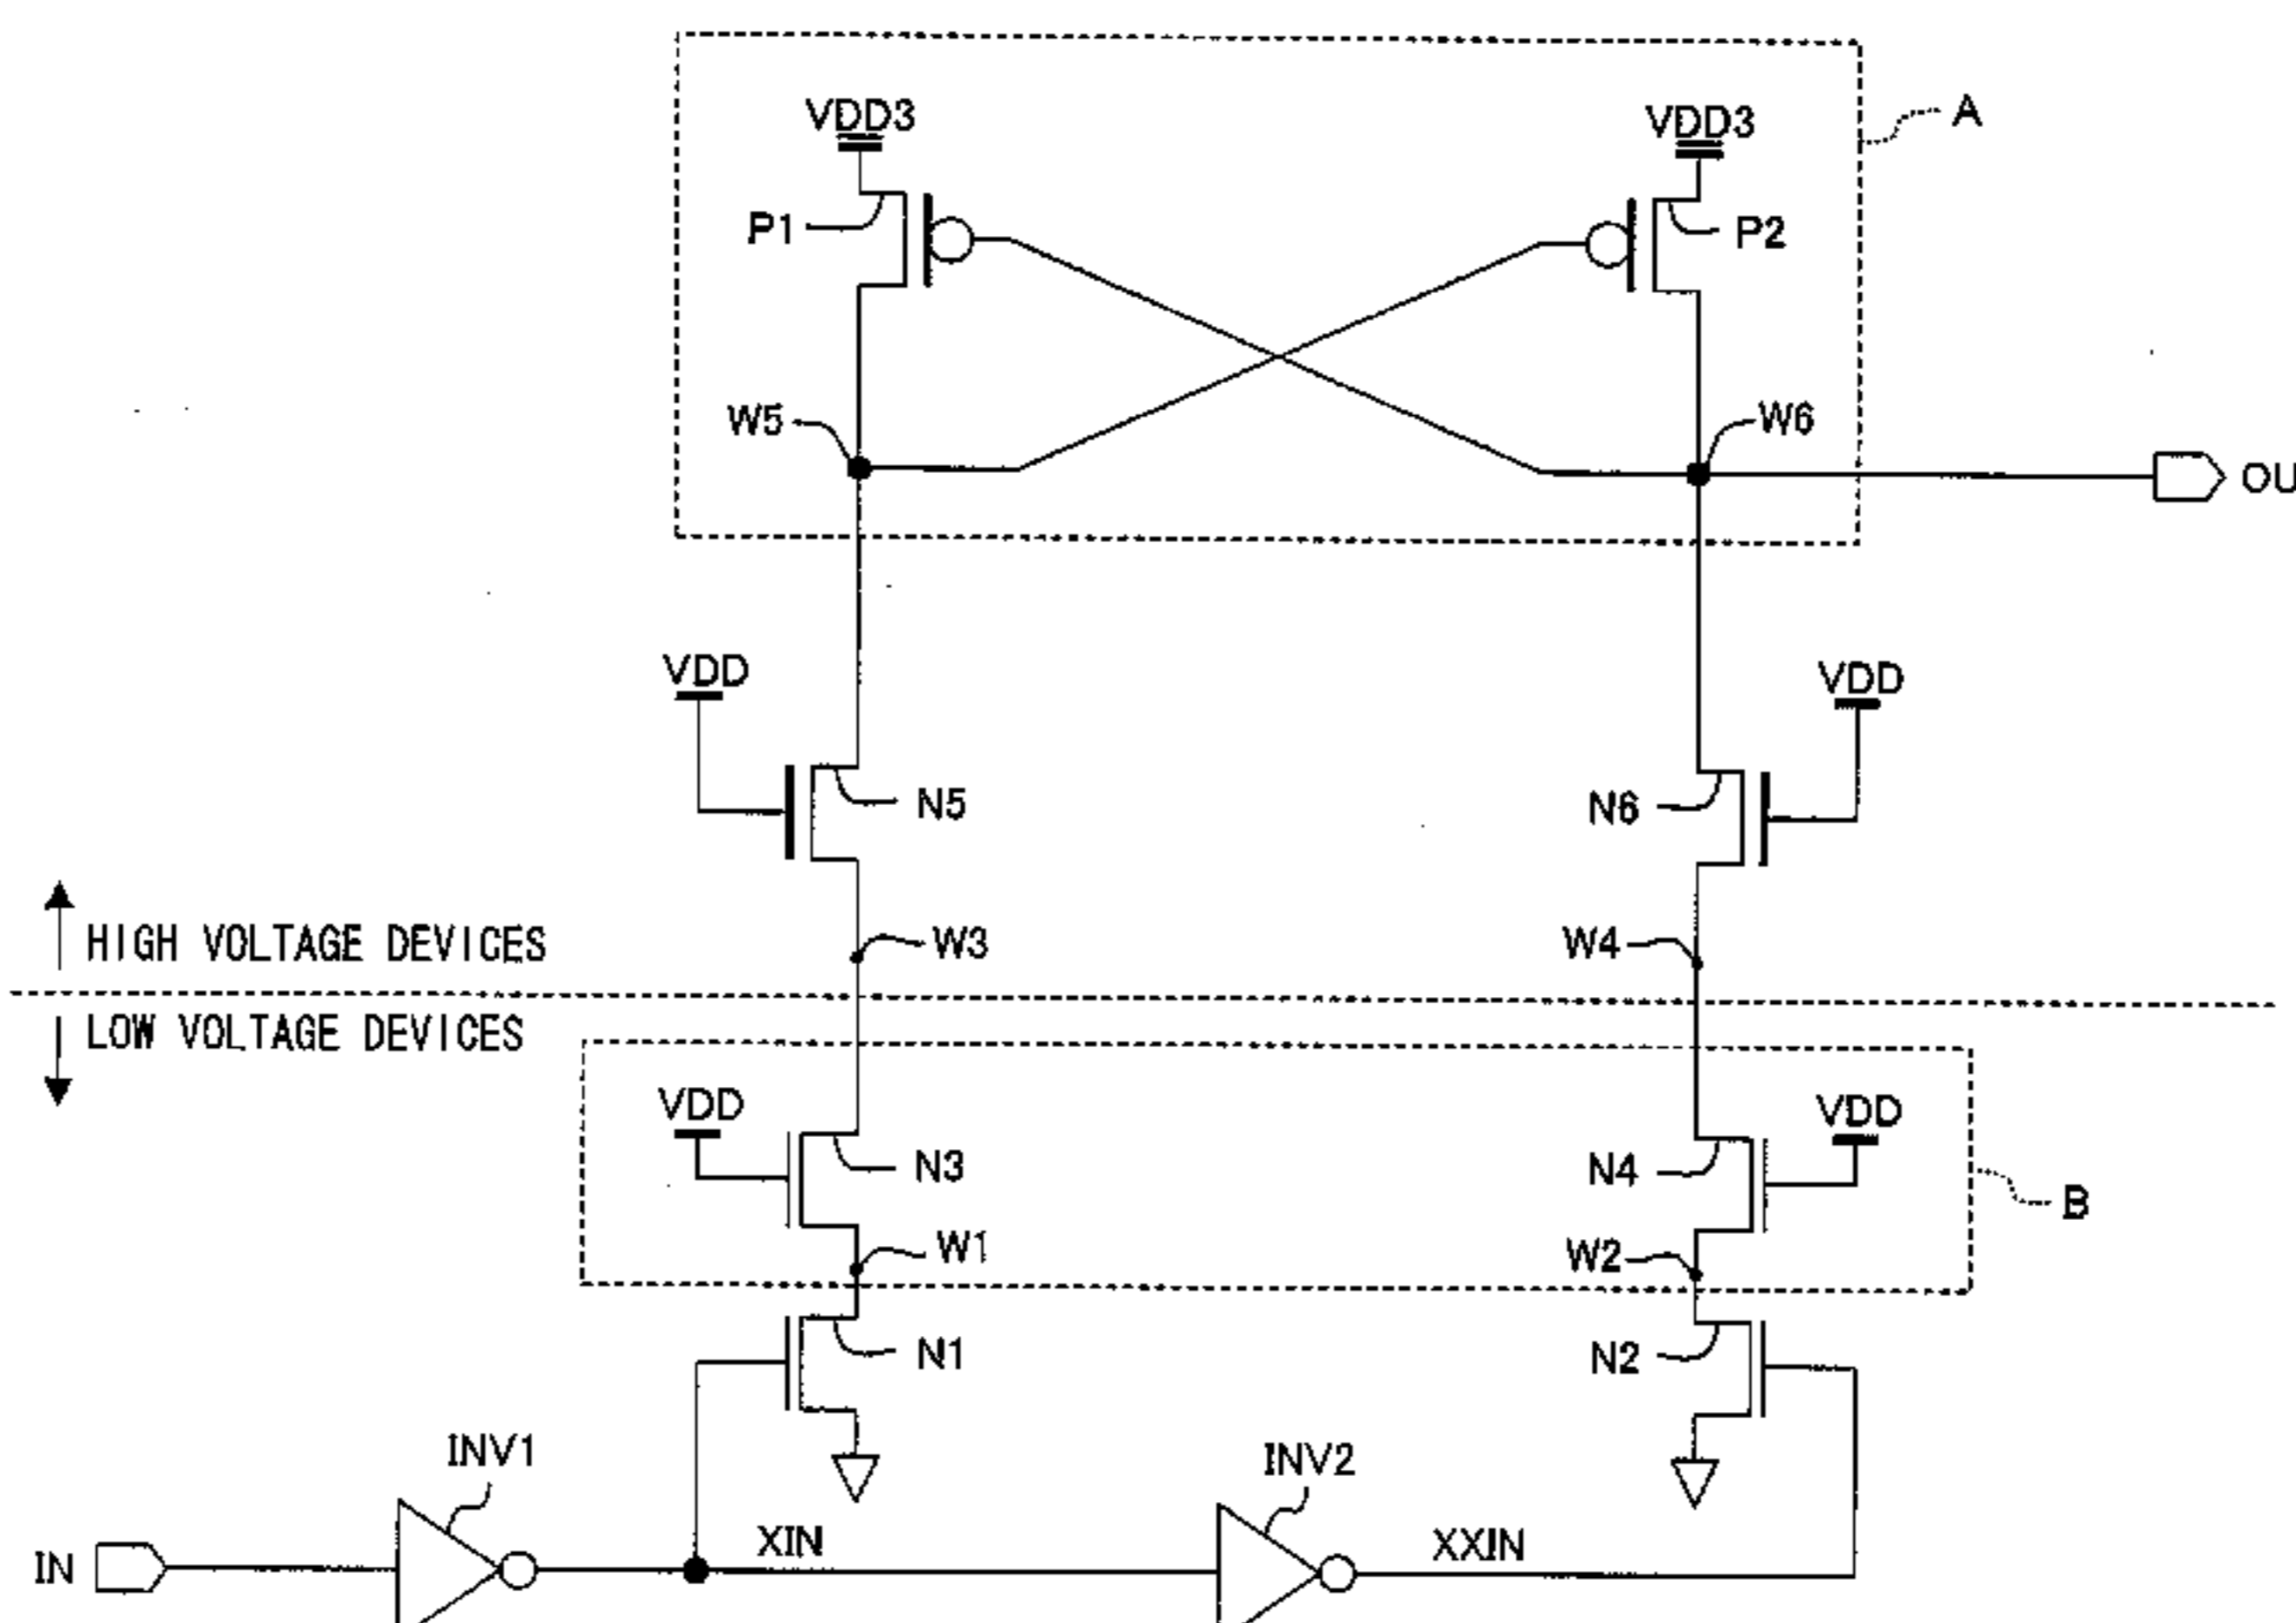 A
VDD3
VDD3
P1
P2
W5
W6
OU
VDD
VDD
N5
N6
HIGH VOLTAGE DEVICES
W3
W4
LOW VOLTAGE DEVICES
VDD
VDD
N3
N4
B
W1
W2
N1
N2
INV1
INV2
XIN
XXIN
IN